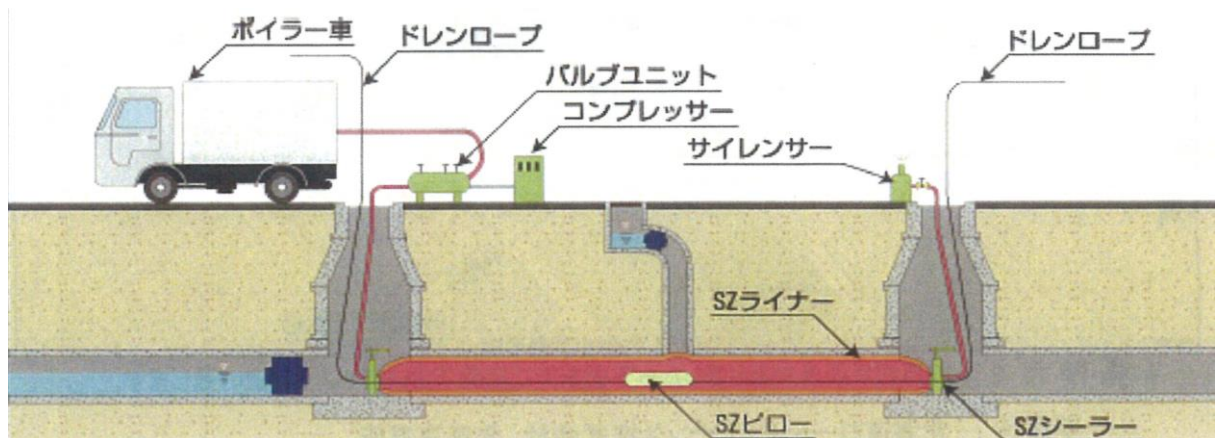 ボイラー車
ドレンロープ
ドレンロープ
バルブユニット
コンプレッサー
サイレンサー
SZライナー
SZピロー
SZシーラー